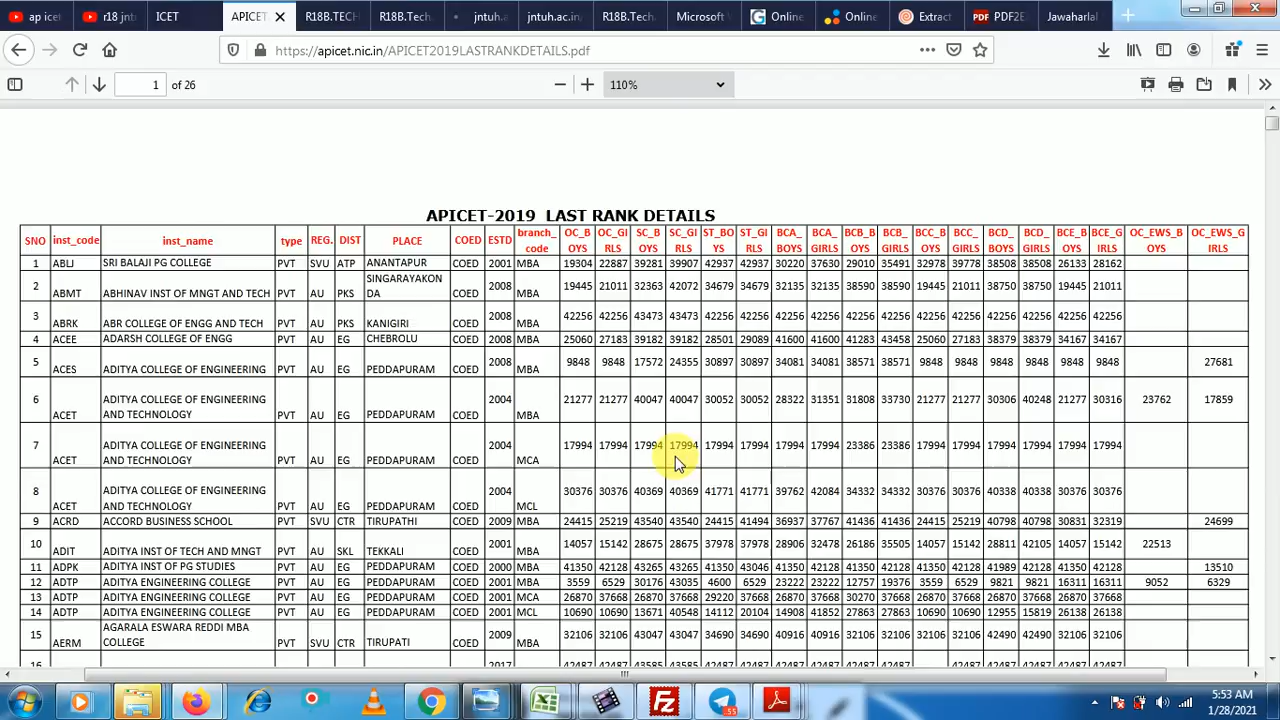 ap icet r18 jnt ICET APICET R18B.TECH R18B.Tech. jntuh.a jntuh.ac.in R18B.Tech Microsoft Online Online Extract PDF2E Jawaharlal
https://apicet.nic.in/APICET2019LASTRANKDETAILS.pdf
1 of 26 110%
APICET-2019 LAST RANK DETAILS
SNO inst_code inst_name type REG. DIST PLACE COED ESTD branch_code OC_BOYS OC_GIRLS SC_BOYS SC_GIRLS ST_BOYS ST_GIRLS BCA_BOYS BCA_GIRLS BCB_BOYS BCB_GIRLS BCC_BOYS BCC_GIRLS BCD_BOYS BCD_GIRLS BCE_BOYS BCE_GIRLS OC_EWS_BOYS OC_EWS_GIRLS
1 ABLJ SRI BALAJI PG COLLEGE PVT SVU ATP ANANTAPUR COED 2001 MBA 19304 22887 39281 39907 42937 42937 30220 37630 29010 35491 32978 39778 38508 38508 26133 28162
2 ABMT ABHINAV INST OF MNGT AND TECH PVT AU PKS SINGARAYAKONDA COED 2008 MBA 19445 21011 32363 42072 34679 34679 32135 32135 38590 38590 19445 21011 38750 38750 19445 21011
3 ABRK ABR COLLEGE OF ENGG AND TECH PVT AU PKS KANIGIRI COED 2008 MBA 42256 42256 43473 43473 42256 42256 42256 42256 42256 42256 42256 42256 42256 42256 42256 42256
4 ACEE ADARSH COLLEGE OF ENGG PVT AU EG CHEBROLU COED 2008 MBA 25060 27183 39182 39182 28501 29089 41600 41600 41283 43458 25060 27183 38379 38379 34167 34167
5 ACES ADITYA COLLEGE OF ENGINEERING PVT AU EG PEDDAPURAM COED 2008 MBA 9848 9848 17572 24355 30897 30897 34081 34081 38571 38571 9848 9848 9848 9848 9848 9848 27681
6 ACET ADITYA COLLEGE OF ENGINEERING AND TECHNOLOGY PVT AU EG PEDDAPURAM COED 2004 MBA 21277 21277 40047 40047 30052 30052 28322 31351 31808 33730 21277 21277 30306 40248 21277 30316 23762 17859
7 ACET ADITYA COLLEGE OF ENGINEERING AND TECHNOLOGY PVT AU EG PEDDAPURAM COED 2004 MCA 17994 17994 17994 17994 17994 17994 17994 17994 23386 23386 17994 17994 17994 17994 17994 17994
8 ACET ADITYA COLLEGE OF ENGINEERING AND TECHNOLOGY PVT AU EG PEDDAPURAM COED 2004 MCL 30376 30376 40369 40369 41771 41771 39762 42084 34332 34332 30376 30376 40338 40338 30376 30376
9 ACRD ACCORD BUSINESS SCHOOL PVT SVU CTR TIRUPATHI COED 2009 MBA 24415 25219 43540 43540 24415 41494 36937 37767 41436 41436 24415 25219 40798 40798 30831 32319 24699
10 ADIT ADITYA INST OF TECH AND MNGT PVT AU SKL TEKKALI COED 2001 MBA 14057 15142 28675 28675 37978 37978 28906 32478 26186 35505 14057 15142 28811 42105 14057 15142 22513
11 ADPK ADITYA INST OF PG STUDIES PVT AU EG PEDDAPURAM COED 2000 MBA 41350 42128 43265 43265 41350 43046 41350 42128 41350 42128 41350 42128 41989 42128 41350 42128 13510
12 ADTP ADITYA ENGINEERING COLLEGE PVT AU EG PEDDAPURAM COED 2001 MBA 3559 6529 30176 43035 4600 6529 23222 23222 12757 19376 3559 6529 9821 9821 16311 16311 9052 6329
13 ADTP ADITYA ENGINEERING COLLEGE PVT AU EG PEDDAPURAM COED 2001 MCA 26870 37668 26870 37668 29220 37668 26870 37668 30270 37668 26870 37668 26870 37668 26870 37668
14 ADTP ADITYA ENGINEERING COLLEGE PVT AU EG PEDDAPURAM COED 2001 MCL 10690 10690 13671 40548 14112 20104 14908 41852 27863 27863 10690 10690 12955 15819 26138 26138
15 AERM AGARALA ESWARA REDDI MBA COLLEGE PVT SVU CTR TIRUPATI COED 2009 MBA 32106 32106 43047 43047 34690 34690 40916 40916 32106 32106 32106 32106 42490 42490 32106 32106
16 2017 42487 42487 43585 43585 42487 42487 42487 42487 42487 42487 42487 42487 42487 42487 42487 42487
55
5:53 AM
1/28/2021